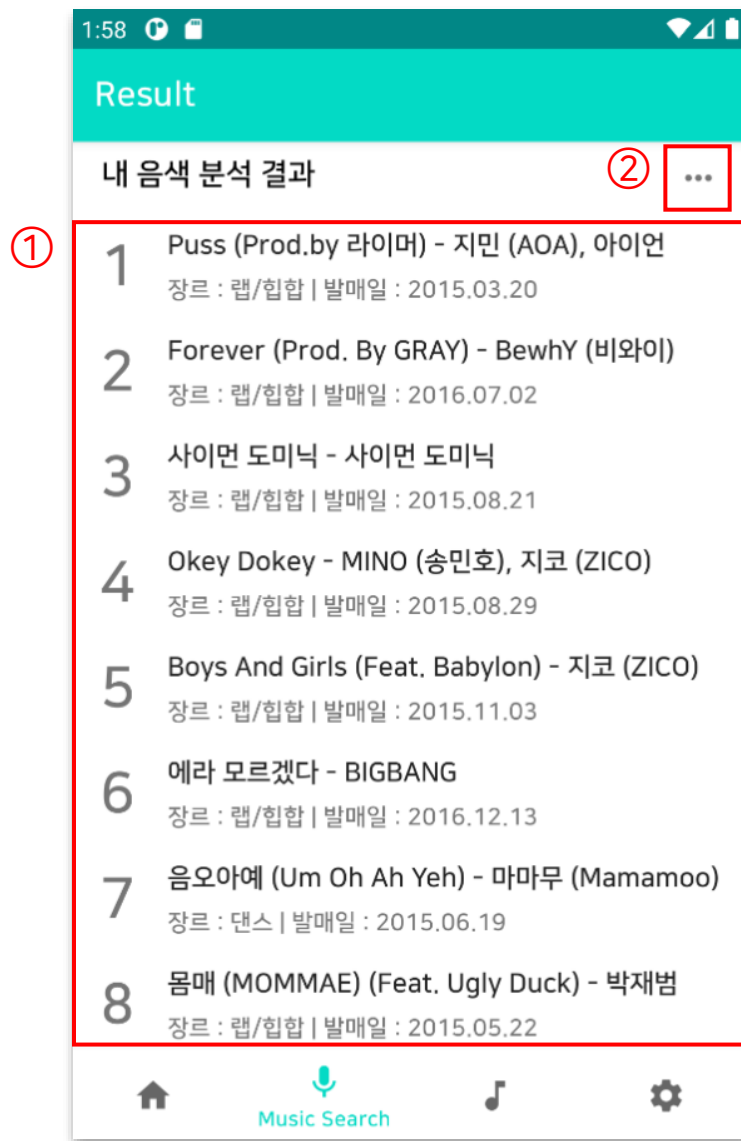 1:58
Result
내 음색 분석 결과
②
①
1
Puss (Prod.by 라이머) - 지민 (AOA), 아이언
장르 : 랩/힙합 | 발매일 : 2015.03.20
2
Forever (Prod. By GRAY) - BewhY (비와이)
장르 : 랩/힙합 | 발매일 : 2016.07.02
3
사이먼 도미닉 - 사이먼 도미닉
장르 : 랩/힙합 | 발매일 : 2015.08.21
4
Okey Dokey - MINO (송민호), 지코 (ZICO)
장르 : 랩/힙합 | 발매일 : 2015.08.29
5
Boys And Girls (Feat. Babylon) - 지코 (ZICO)
장르 : 랩/힙합 | 발매일 : 2015.11.03
6
에라 모르겠다 - BIGBANG
장르 : 랩/힙합 | 발매일 : 2016.12.13
7
음오아예 (Um Oh Ah Yeh) - 마마무 (Mamamoo)
장르 : 댄스 | 발매일 : 2015.06.19
8
몸매 (MOMMAE) (Feat. Ugly Duck) - 박재범
장르 : 랩/힙합 | 발매일 : 2015.05.22
Music Search